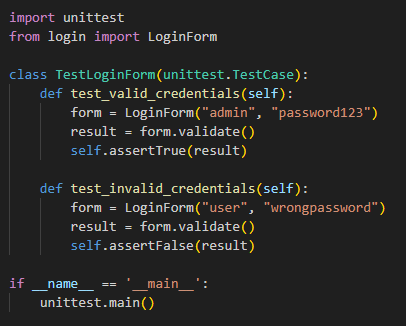 import unittest
from login import LoginForm

class TestLoginForm(unittest.TestCase):
    def test_valid_credentials(self):
        form = LoginForm("admin", "password123")
        result = form.validate()
        self.assertTrue(result)

    def test_invalid_credentials(self):
        form = LoginForm("user", "wrongpassword")
        result = form.validate()
        self.assertFalse(result)

if __name__ == '__main__':
    unittest.main()